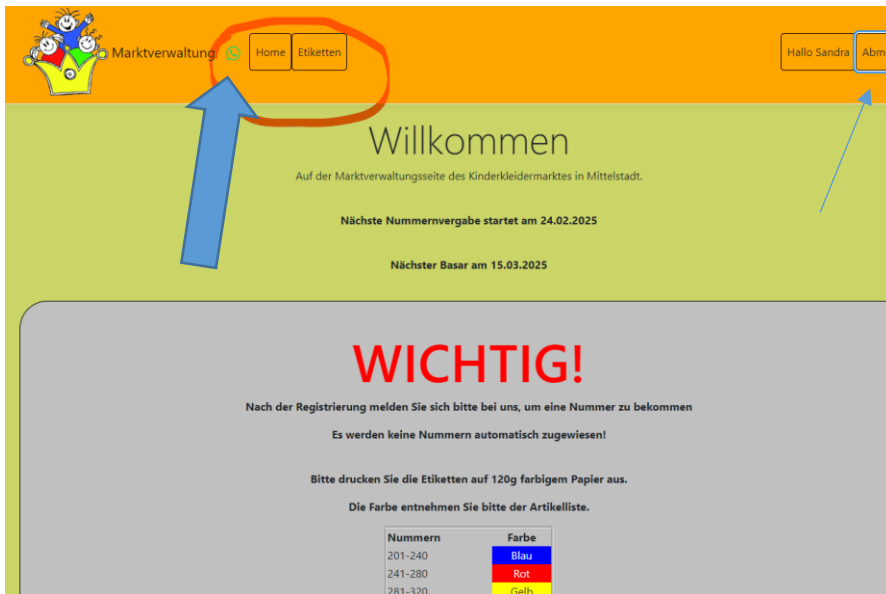 Marktverwaltung Home Etiketten Hallo Sandra
Willkommen
Auf der Marktverwaltungsseite des Kinderkleidermarktes in Mittelstadt.
Nächste Nummernvergabe startet am 24.02.2025
Nächster Basar am 15.03.2025
WICHTIG!
Nach der Registrierung melden Sie sich bitte bei uns, um eine Nummer zu bekommen
Es werden keine Nummern automatisch zugewiesen!
Bitte drucken Sie die Etiketten auf 120g farbigem Papier aus.
Die Farbe entnehmen Sie bitte der Artikelliste.
Nummern Farbe
201-240 Blau
241-280 Rot
281-320 Gelb